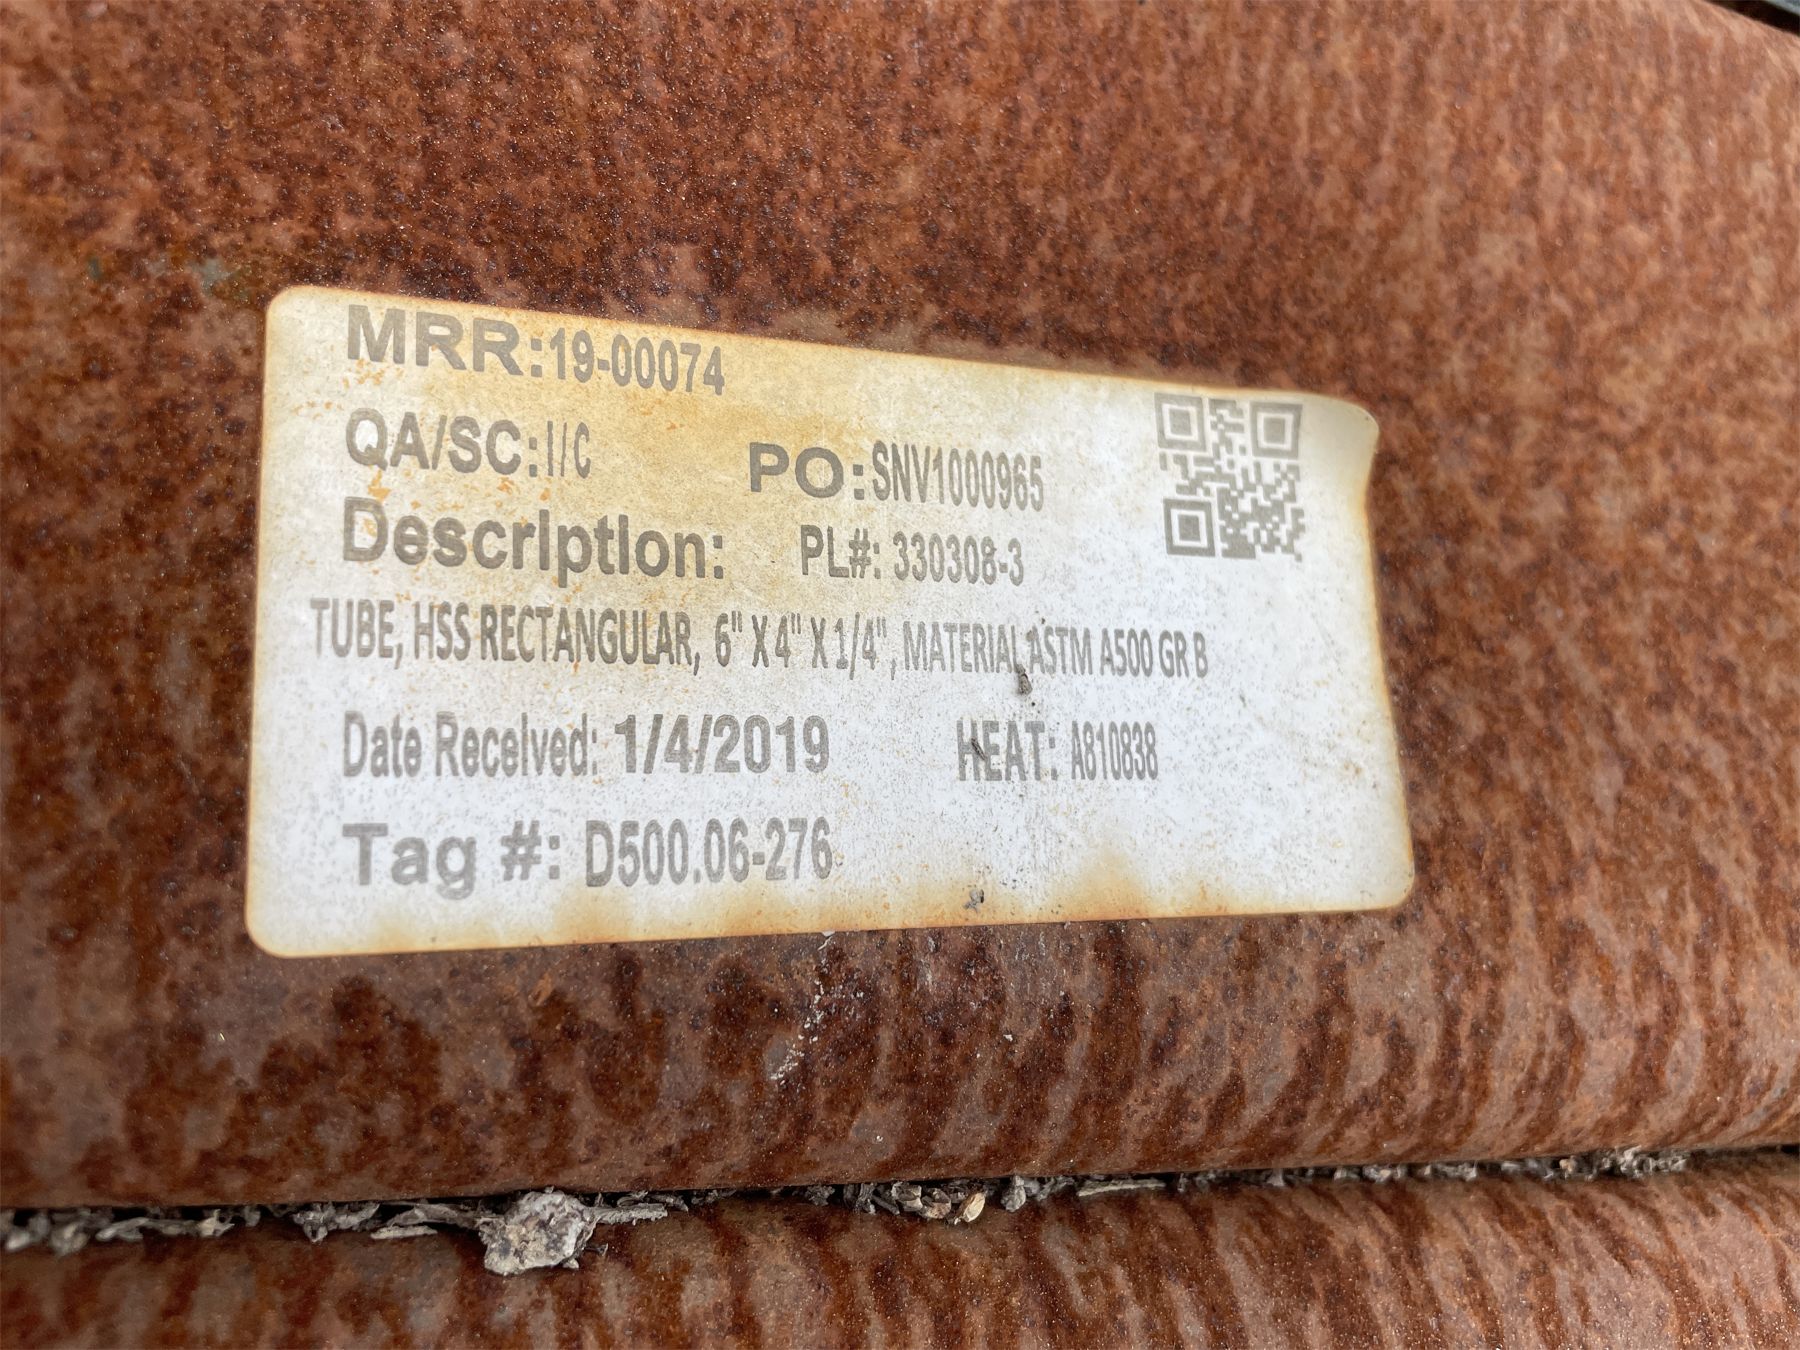 MRR:19-00074
QA/SC:I/C PO:SNV1000965
Description: PL#: 330308-3
TUBE, HSS RECTANGULAR, 6" X 4" X 1/4", MATERIAL ASTM A500 GR B
Date Received: 1/4/2019 HEAT: A810838
Tag #: D500.06-276